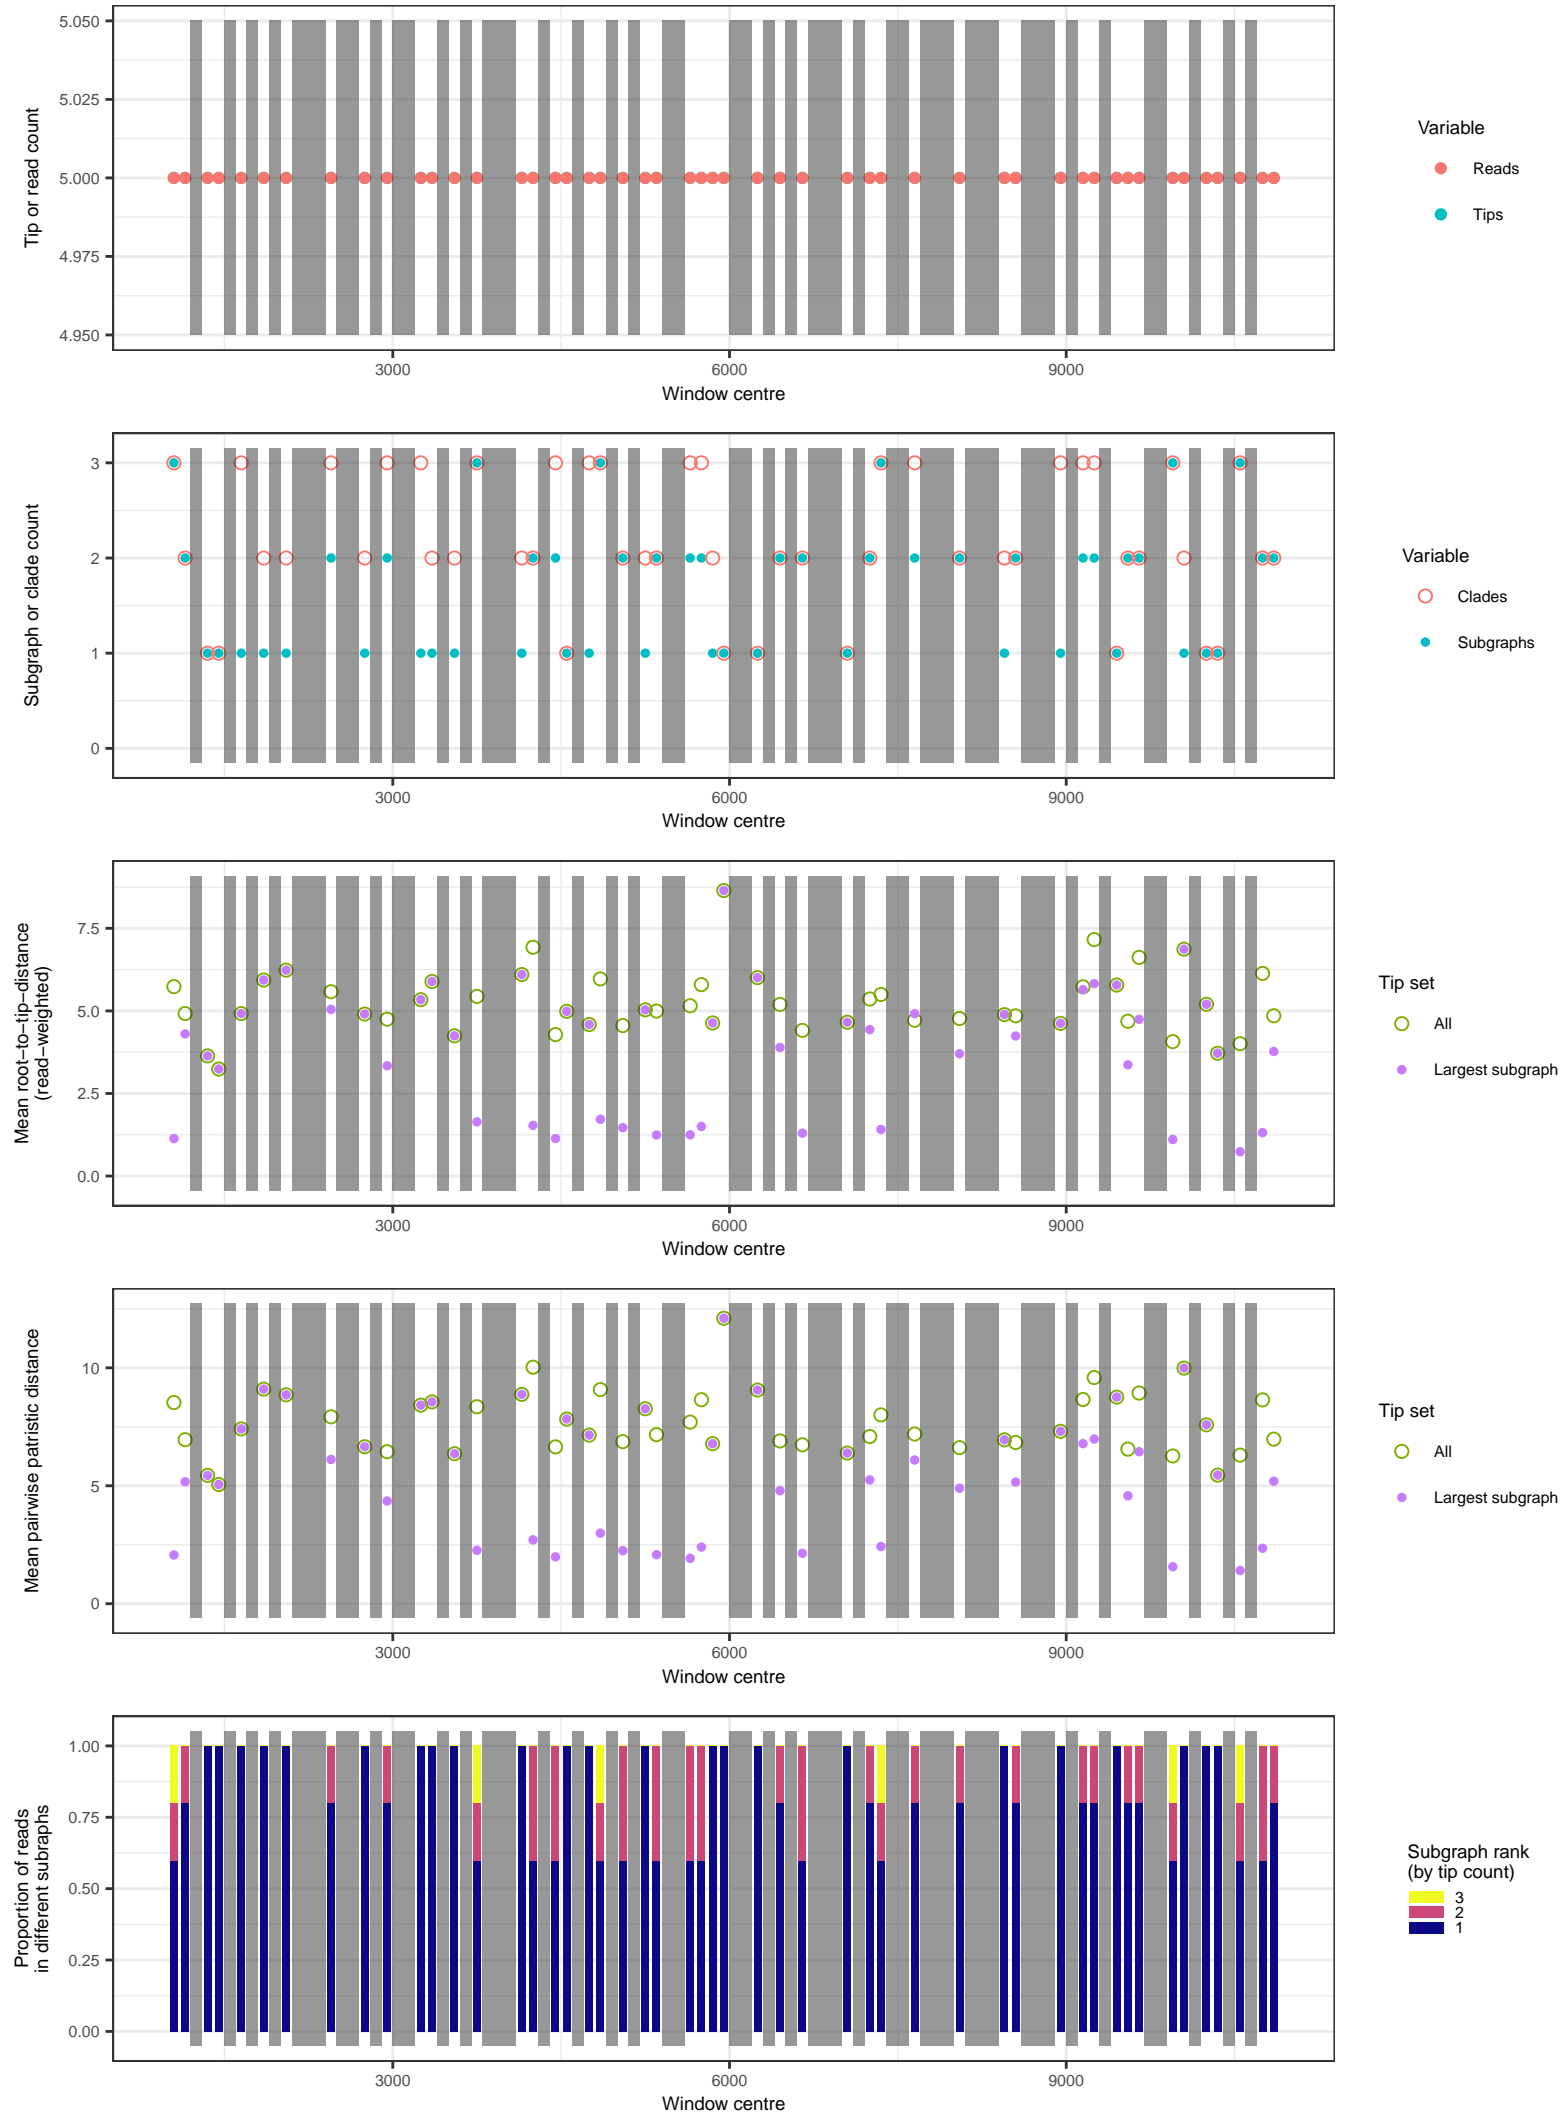 5.050
5.025
5.000
4.975
4.950
Tip or read count
3000
6000
9000
Window centre
Variable
Reads
Tips
3
2
1
0
Subgraph or clade count
3000
6000
9000
Window centre
Variable
Clades
Subgraphs
7.5
5.0
2.5
0.0
Mean root−to−tip−distance
(read−weighted)
3000
6000
9000
Window centre
Tip set
All
Largest subgraph
10
5
0
Mean pairwise patristic distance
3000
6000
9000
Window centre
Tip set
All
Largest subgraph
1.00
0.75
0.50
0.25
0.00
Proportion of reads
in different subraphs
3000
6000
9000
Window centre
Subgraph rank
(by tip count)
3
2
1